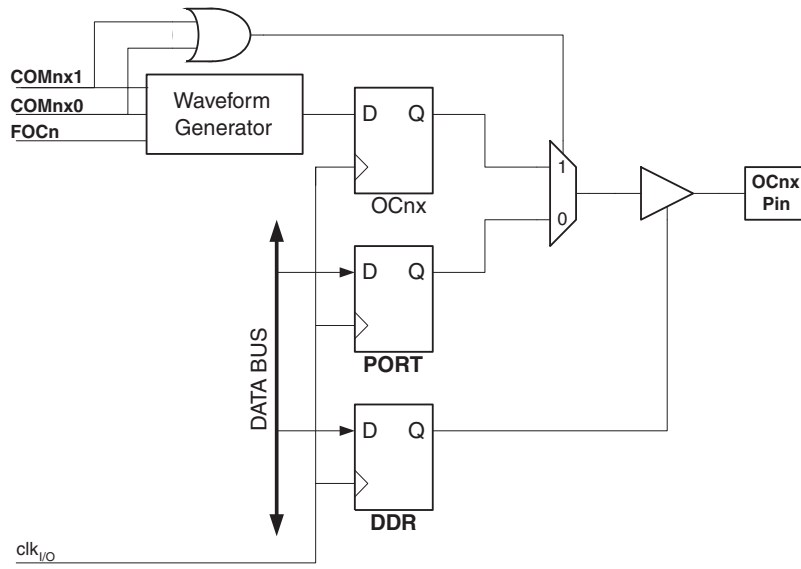 COMnx1
COMnx0
FOCn
Waveform
Generator
D Q
OCnx
1
0
OCnx
Pin
D Q
PORT
DATA BUS
D Q
DDR
clkI/O